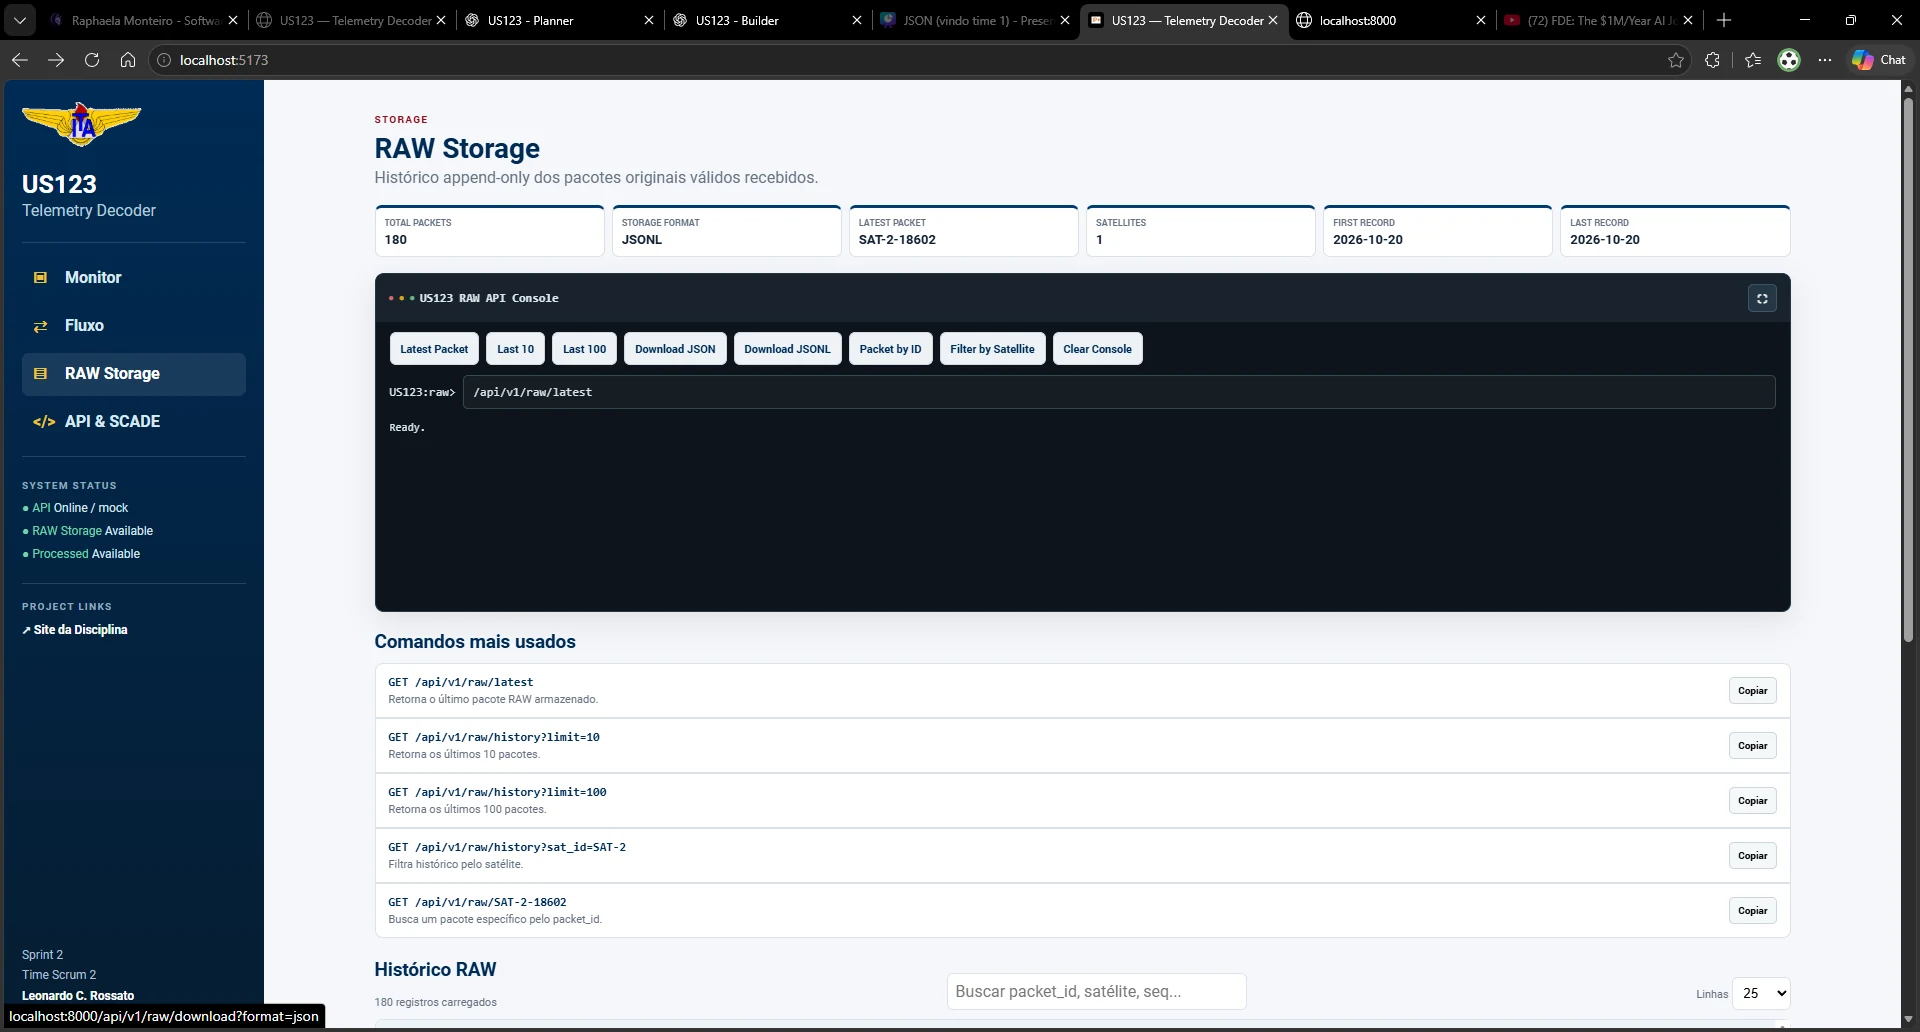 Raphaela Monteiro - Softwa
US123 — Telemetry Decoder
US123 - Planner
US123 - Builder
JSON (vindo time 1) - Prese
US123 — Telemetry Decoder
localhost:8000
(72) FDE: The $1M/Year AI Jo
localhost:5173
Chat
ITA
US123
Telemetry Decoder
Monitor
Fluxo
RAW Storage
</> API & SCADE
SYSTEM STATUS
● API Online / mock
● RAW Storage Available
● Processed Available
PROJECT LINKS
↗ Site da Disciplina
Sprint 2
Time Scrum 2
Leonardo C. Rossato
localhost:8000/api/v1/raw/download?format=json
STORAGE
RAW Storage
Histórico append-only dos pacotes originais válidos recebidos.
TOTAL PACKETS
180
STORAGE FORMAT
JSONL
LATEST PACKET
SAT-2-18602
SATELLITES
1
FIRST RECORD
2026-10-20
LAST RECORD
2026-10-20
US123 RAW API Console
Latest Packet
Last 10
Last 100
Download JSON
Download JSONL
Packet by ID
Filter by Satellite
Clear Console
US123:raw> /api/v1/raw/latest
Ready.
Comandos mais usados
GET /api/v1/raw/latest
Retorna o último pacote RAW armazenado.
Copiar
GET /api/v1/raw/history?limit=10
Retorna os últimos 10 pacotes.
Copiar
GET /api/v1/raw/history?limit=100
Retorna os últimos 100 pacotes.
Copiar
GET /api/v1/raw/history?sat_id=SAT-2
Filtra histórico pelo satélite.
Copiar
GET /api/v1/raw/SAT-2-18602
Busca um pacote específico pelo packet_id.
Copiar
Histórico RAW
180 registros carregados
Buscar packet_id, satélite, seq...
Linhas 25